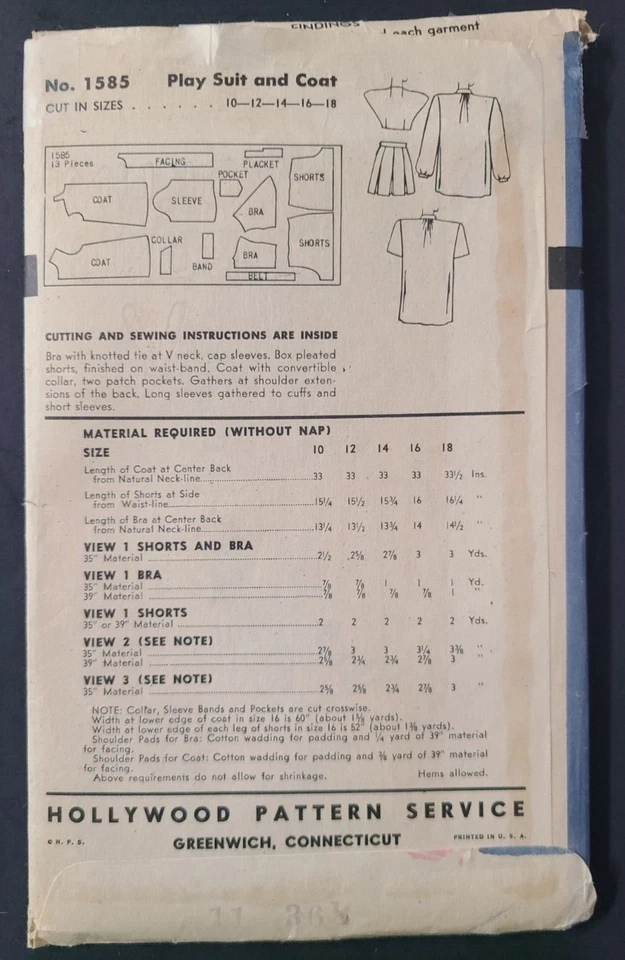 FINDINGS
each garment
No. 1585 Play Suit and Coat
CUT IN SIZES . . . . . . . 10—12—14—16—18
1585
13 Pieces
FACING
PLACKET
POCKET
SHORTS
COAT
SLEEVE
BRA
COLLAR
SHORTS
COAT
BAND
BRA
BELT
CUTTING AND SEWING INSTRUCTIONS ARE INSIDE
Bra with knotted tie at V neck, cap sleeves. Box pleated
shorts, finished on waist-band. Coat with convertible
collar, two patch pockets. Gathers at shoulder exten-
sions of the back. Long sleeves gathered to cuffs and
short sleeves.
MATERIAL REQUIRED (WITHOUT NAP)
SIZE 10 12 14 16 18
Length of Coat at Center Back
from Natural Neck-line 33 33 33 33 33½ Ins.
Length of Shorts at Side
from Waist-line 15¼ 15½ 15¾ 16 16¼ "
Length of Bra at Center Back
from Natural Neck-line 13¼ 13½ 13¾ 14 14½ "
VIEW 1 SHORTS AND BRA
35" Material 2½ 2⅝ 2⅞ 3 3 Yds.
VIEW 1 BRA
35" Material ⅞ ⅞ 1 1 1 Yd.
39" Material ⅞ ⅞ ⅞ ⅞ 1 "
VIEW 1 SHORTS
35" or 39" Material 2 2 2 2 2 Yds.
VIEW 2 (SEE NOTE)
35" Material 2⅞ 3 3 3¼ 3⅜ "
39" Material 2⅝ 2¾ 2¾ 2⅞ 3 "
VIEW 3 (SEE NOTE)
35" Material 2⅝ 2⅝ 2¾ 2⅞ 3 "
NOTE: Collar, Sleeve Bands and Pockets are cut crosswise.
Width at lower edge of coat in size 16 is 60" (about 1⅝ yards).
Width at lower edge of each leg of shorts in size 16 is 52" (about 1⅜ yards).
Shoulder Pads for Bra: Cotton wadding for padding and ¼ yard of 39" material
for facing.
Shoulder Pads for Coat: Cotton wadding for padding and ⅜ yard of 39" material
for facing.
Above requirements do not allow for shrinkage. Hems allowed.
HOLLYWOOD PATTERN SERVICE
© H. P. S. GREENWICH, CONNECTICUT PRINTED IN U. S. A.